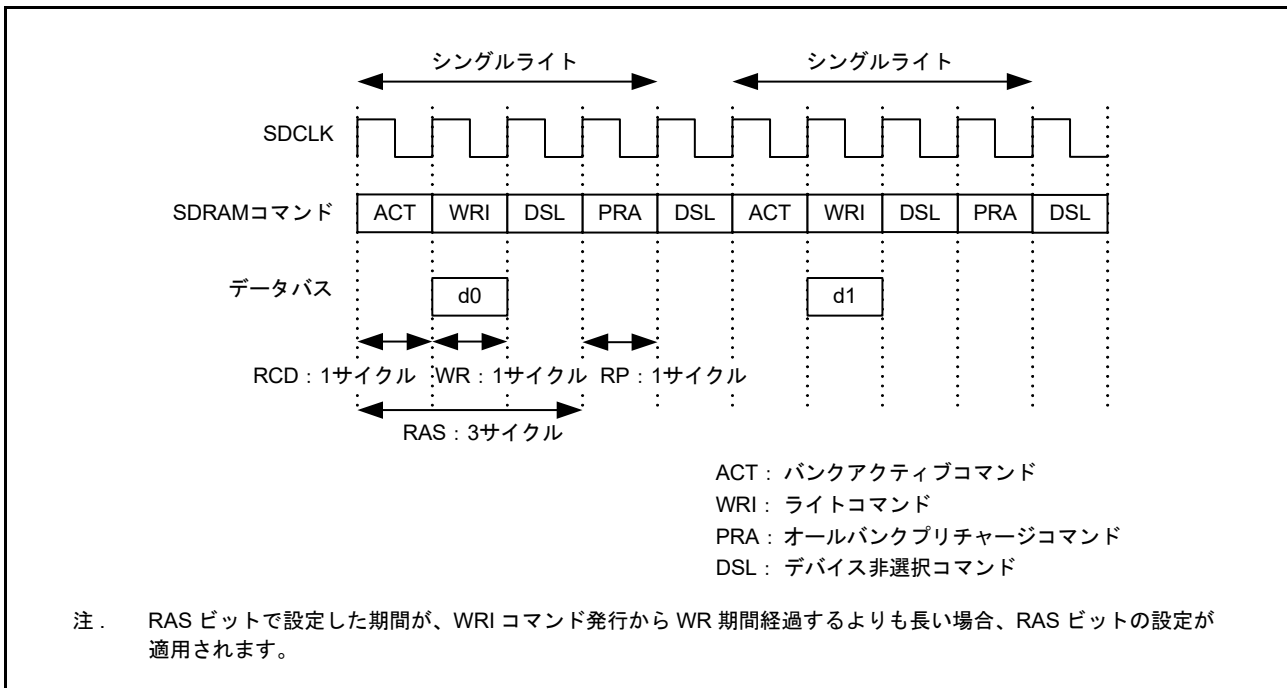 シングルライト シングルライト
SDCLK
SDRAMコマンド ACT WRI DSL PRA DSL ACT WRI DSL PRA DSL
データバス d0 d1
RCD：1サイクル WR：1サイクル RP：1サイクル
RAS：3サイクル
ACT： バンクアクティブコマンド
WRI： ライトコマンド
PRA： オールバンクプリチャージコマンド
DSL： デバイス非選択コマンド
注． RAS ビットで設定した期間が、WRI コマンド発行から WR 期間経過するよりも長い場合、RAS ビットの設定が
適用されます。